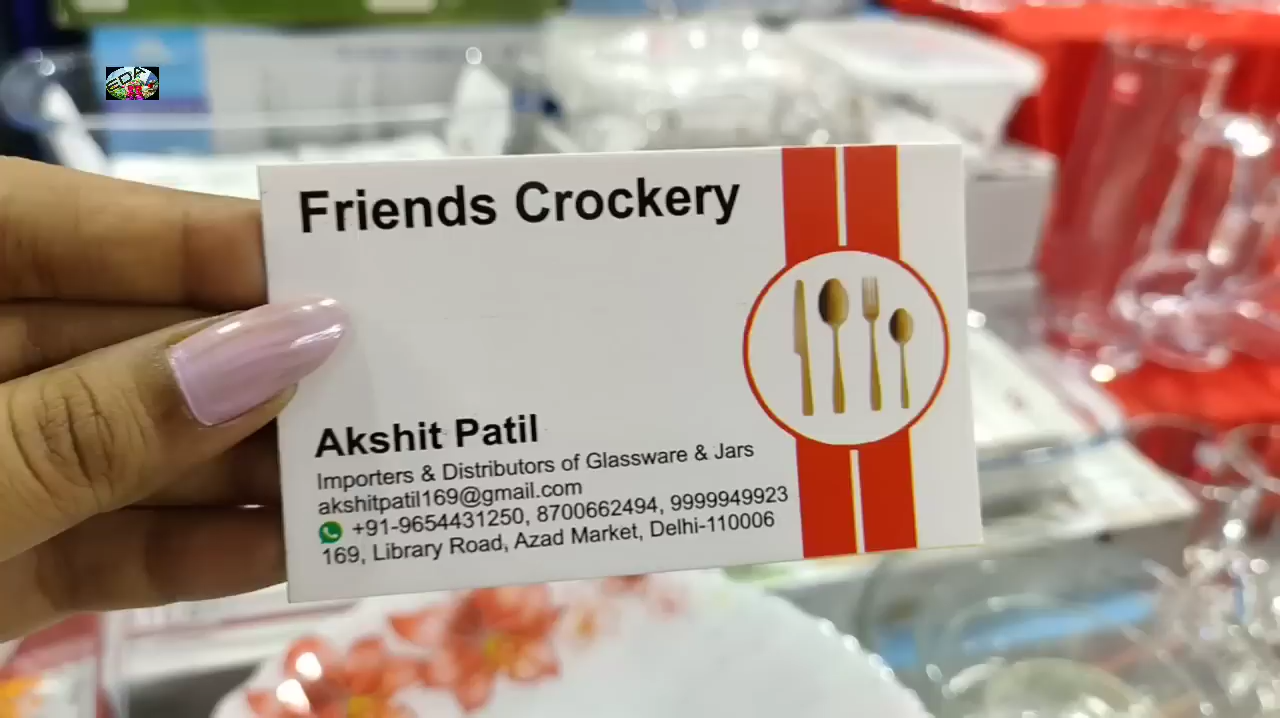 Friends Crockery
Akshit Patil
Importers & Distributors of Glassware & Jars
akshitpatil169@gmail.com
+91-9654431250, 8700662494, 9999949923
169, Library Road, Azad Market, Delhi-110006